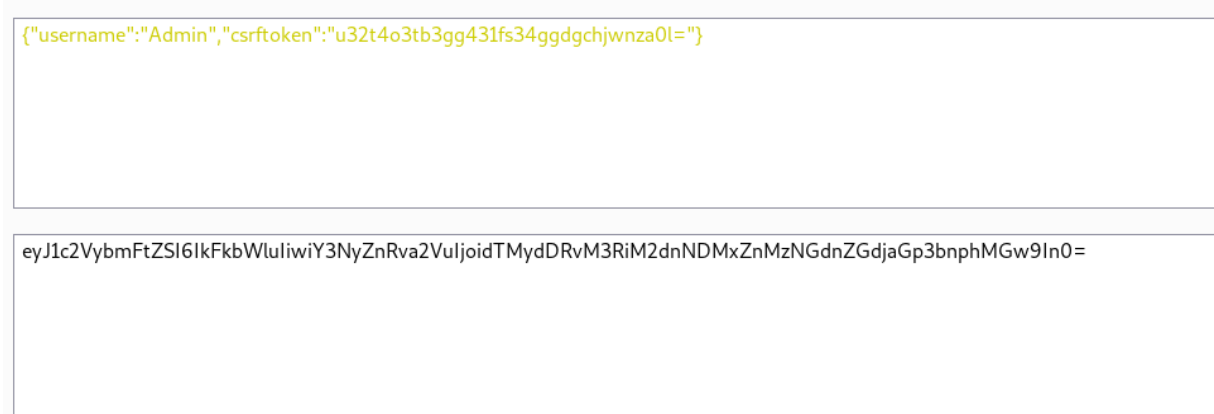 {"username":"Admin","csrftoken":"u32t4o3tb3gg431fs34ggdgchjwnza0l="}
eyJ1c2VybmFtZSI6IkFkbWluIiwiY3NyZnRva2VuIjoidTMydDRvM3RiM2dnNDMxZnMzNGdnZGdjaGp3bnphMGw9In0=